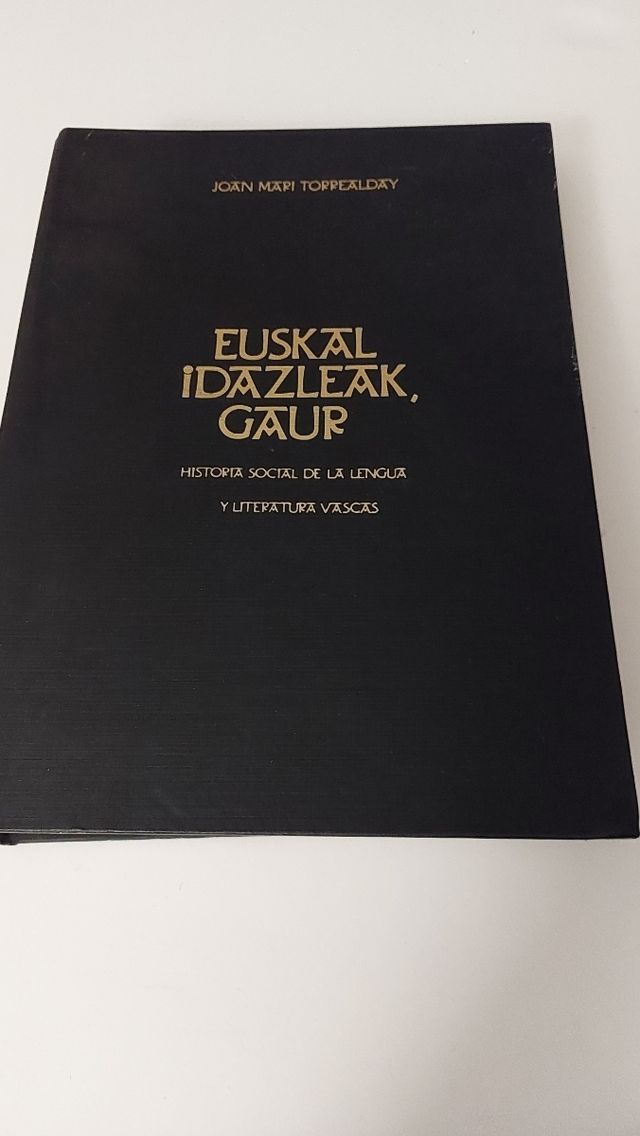 JOAN MARI TORREALDAY
EUSKAL
iDAZLEAK,
GAUR
HISTORIA SOCIAL DE LA LENGUA
Y LITERATURA VASCAS